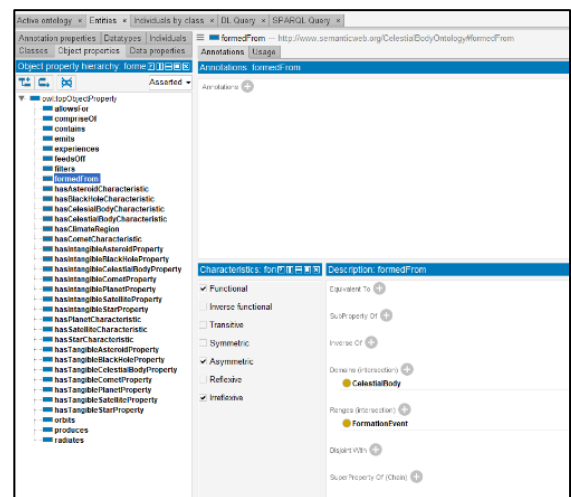 Active ontology × Entities × Individuals by class × DL Query × SPARQL Query ×
Annotation properties Datatypes Individuals
Classes Object properties Data properties
Object property hierarchy: forme
Asserted
owl:topObjectProperty
allowsFor
compriseOf
contains
emits
experiences
feedsOff
filters
formedFrom
hasAsteroidCharacteristic
hasBlackHoleCharacteristic
hasCelesialBodyCharacteristic
hasCelestialBodyCharacteristic
hasClimateRegion
hasCometCharacteristic
hasIntangibleAsteroidProperty
hasIntangibleBlackHoleProperty
hasIntangibleCelestialBodyProperty
hasIntangibleCometProperty
hasIntangiblePlanetProperty
hasIntangibleSatelliteProperty
hasIntangibleStarProperty
hasPlanetCharacteristic
hasSatelliteCharacteristic
hasStarCharacteristic
hasTangibleAsteroidProperty
hasTangibleBlackHoleProperty
hasTangibleCelestialBodyProperty
hasTangibleCometProperty
hasTangiblePlanetProperty
hasTangibleSatelliteProperty
hasTangibleStarProperty
orbits
produces
radiates
formedFrom — http://www.semanticweb.org/CelestialBodyOntology#formedFrom
Annotations Usage
Annotations: formedFrom
Annotations
Characteristics: for
Functional
Inverse functional
Transitive
Symmetric
Asymmetric
Reflexive
Irreflexive
Description: formedFrom
Equivalent To
SubProperty Of
Inverse Of
Domains (intersection)
CelestialBody
Ranges (intersection)
FormationEvent
Disjoint With
SuperProperty Of (Chain)